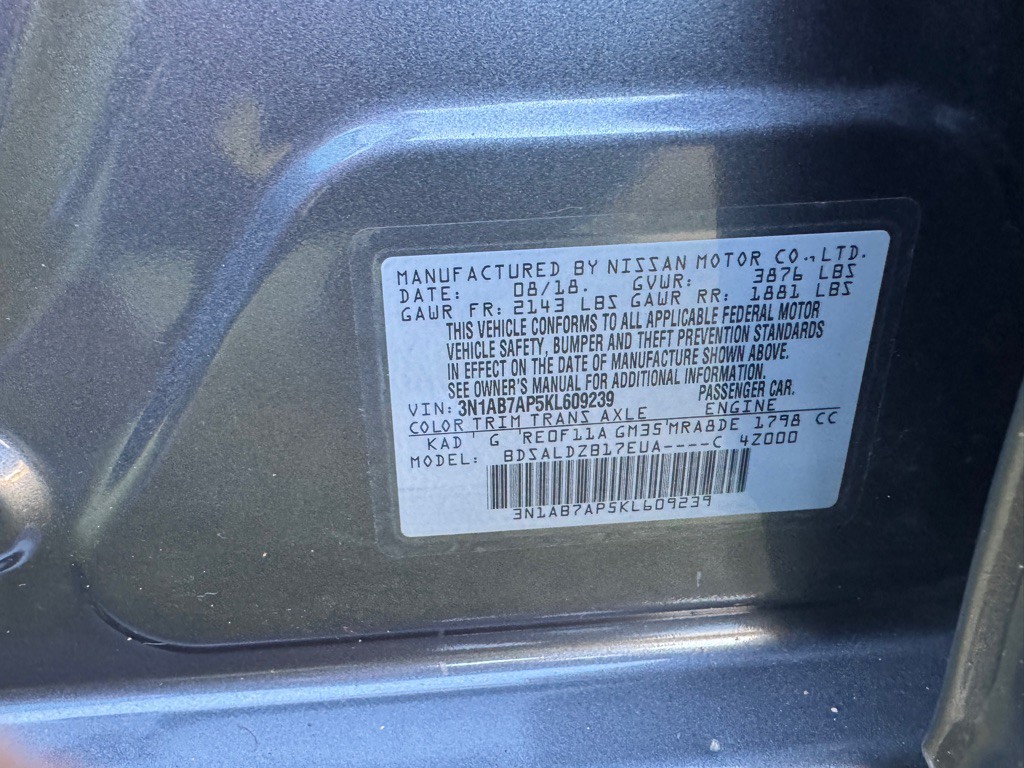 MANUFACTURED BY NISSAN MOTOR CO.,LTD.
DATE: 08/18. GVWR: 3876 LBS
GAWR FR: 2143 LBS GAWR RR: 1881 LBS
THIS VEHICLE CONFORMS TO ALL APPLICABLE FEDERAL MOTOR
VEHICLE SAFETY, BUMPER AND THEFT PREVENTION STANDARDS
IN EFFECT ON THE DATE OF MANUFACTURE SHOWN ABOVE.
SEE OWNER'S MANUAL FOR ADDITIONAL INFORMATION.
VIN: 3N1AB7AP5KL609239 PASSENGER CAR.
COLOR TRIM TRANS AXLE ENGINE
KAD' G 'RE0F11A GM35'MRA8DE 1798 CC
MODEL: BDSALDZB17EUA----C 4Z000
3N1AB7AP5KL609239